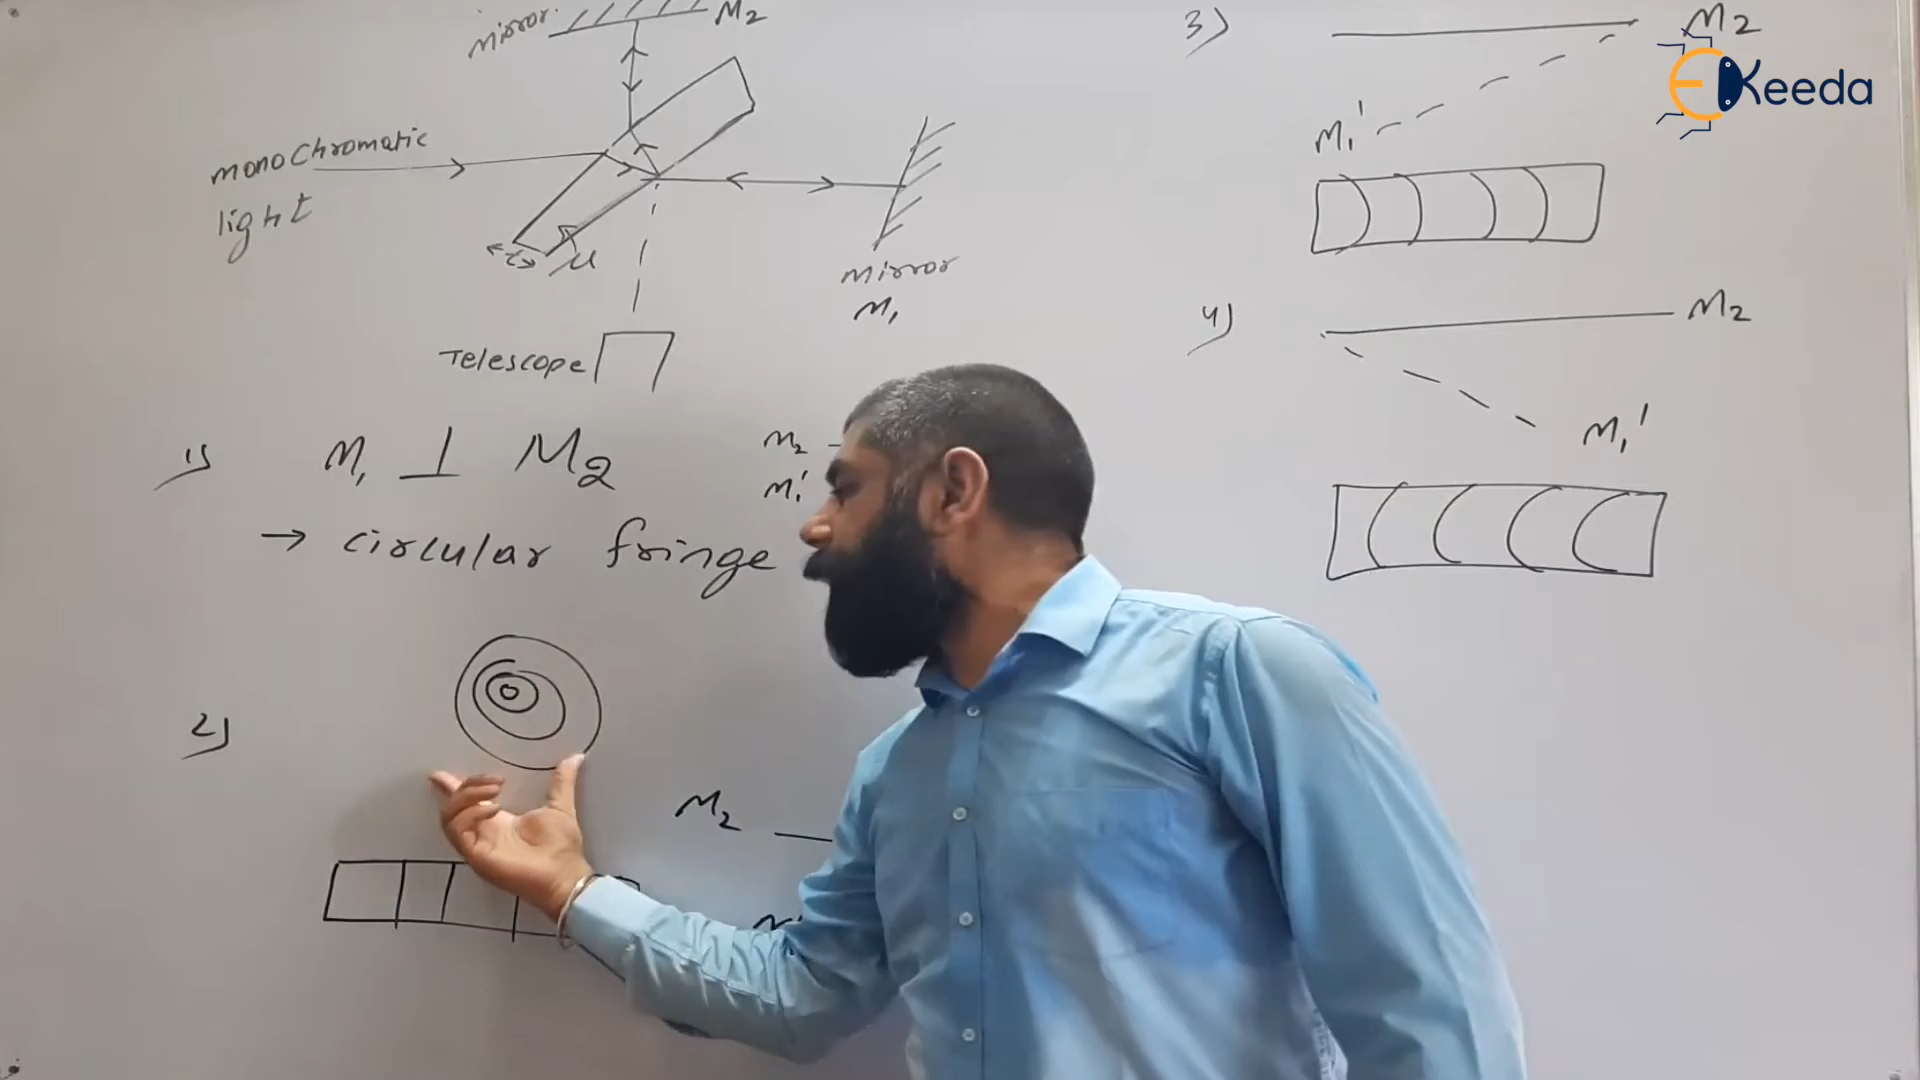 Mirror.
M2
monochromatic
light
t
μ
Mirror
M1
Telescope
1) M1 ⊥ M2
→ circular fringe
M2
M1'
2)
M2
3)
M2
M1'
4)
M2
M1'
EKeeda